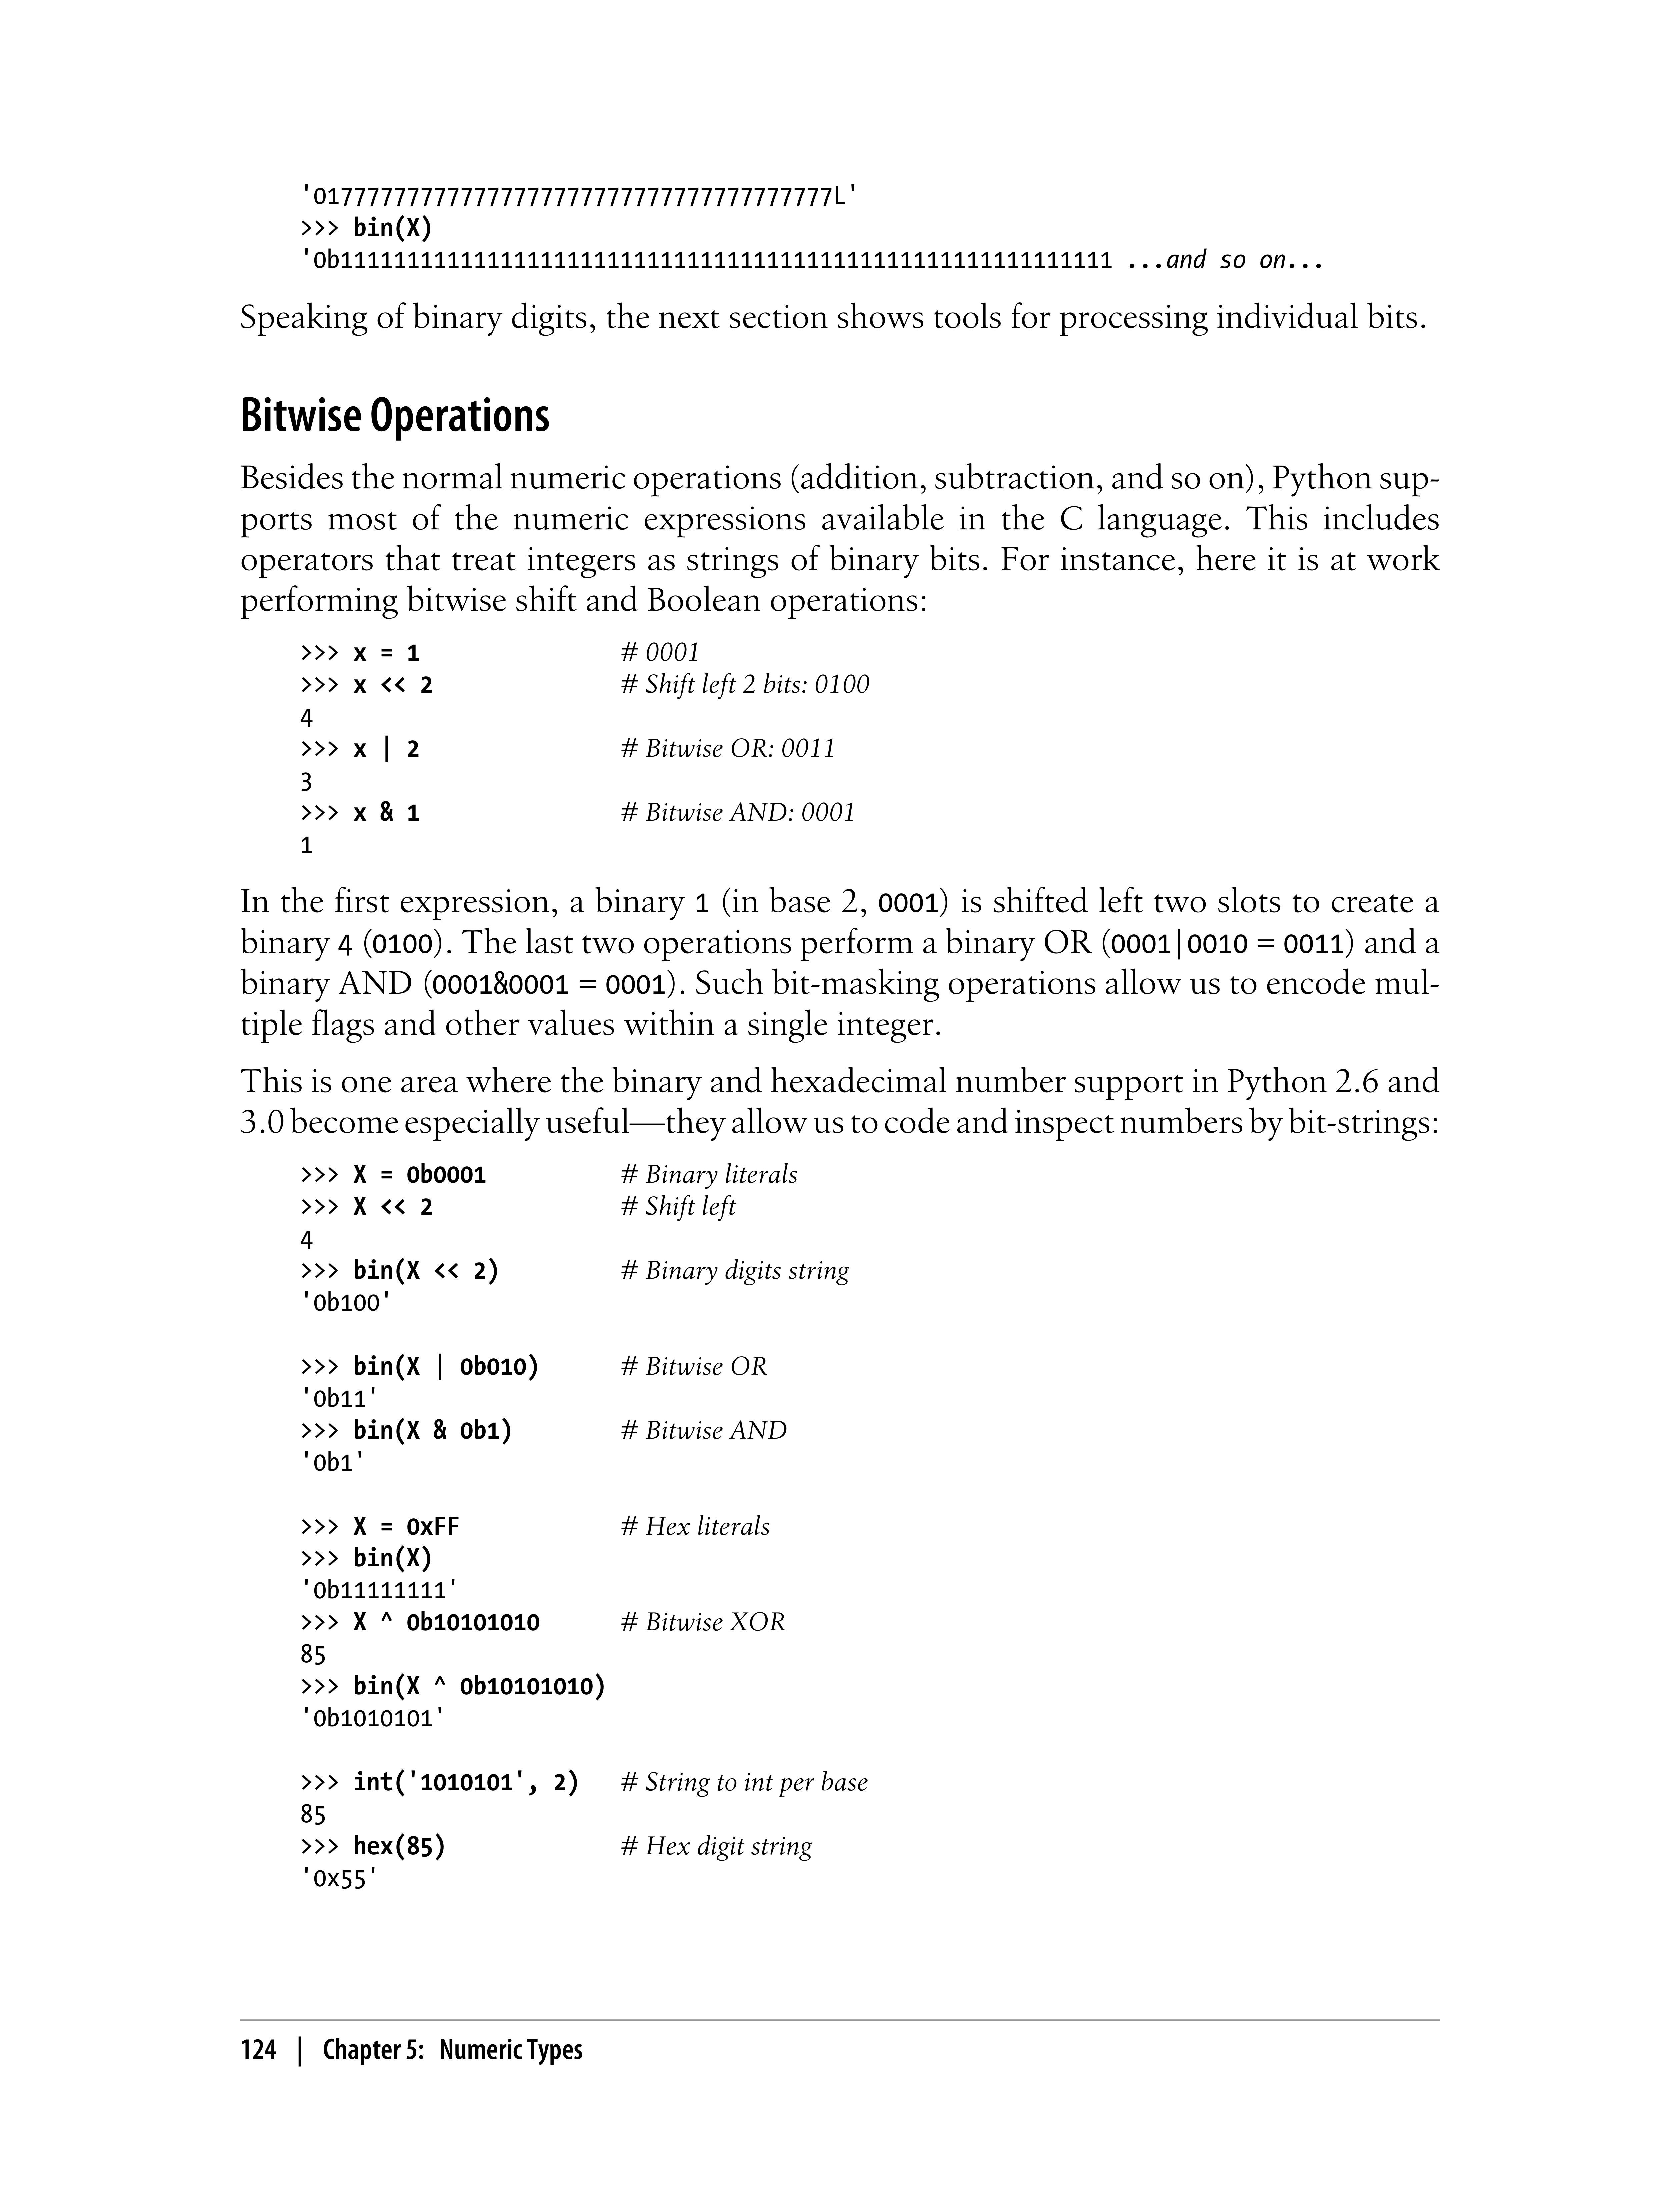 '017777777777777777777777777777777777777L'
>>> bin(X)
'0b1111111111111111111111111111111111111111111111111111111111 ...and so on...
Speaking of binary digits, the next section shows tools for processing individual bits.
Bitwise Operations
Besides the normal numeric operations (addition, subtraction, and so on), Python sup-
ports most of the numeric expressions available in the C language. This includes
operators that treat integers as strings of binary bits. For instance, here it is at work
performing bitwise shift and Boolean operations:
>>> x = 1 # 0001
>>> x << 2 # Shift left 2 bits: 0100
4
>>> x | 2 # Bitwise OR: 0011
3
>>> x & 1 # Bitwise AND: 0001
1
In the first expression, a binary 1 (in base 2, 0001) is shifted left two slots to create a
binary 4 (0100). The last two operations perform a binary OR (0001|0010 = 0011) and a
binary AND (0001&0001 = 0001). Such bit-masking operations allow us to encode mul-
tiple flags and other values within a single integer.
This is one area where the binary and hexadecimal number support in Python 2.6 and
3.0 become especially useful—they allow us to code and inspect numbers by bit-strings:
>>> X = 0b0001 # Binary literals
>>> X << 2 # Shift left
4
>>> bin(X << 2) # Binary digits string
'0b100'
>>> bin(X | 0b010) # Bitwise OR
'0b11'
>>> bin(X & 0b1) # Bitwise AND
'0b1'
>>> X = 0xFF # Hex literals
>>> bin(X)
'0b11111111'
>>> X ^ 0b10101010 # Bitwise XOR
85
>>> bin(X ^ 0b10101010)
'0b1010101'
>>> int('1010101', 2) # String to int per base
85
>>> hex(85) # Hex digit string
'0x55'
124 | Chapter 5: Numeric Types